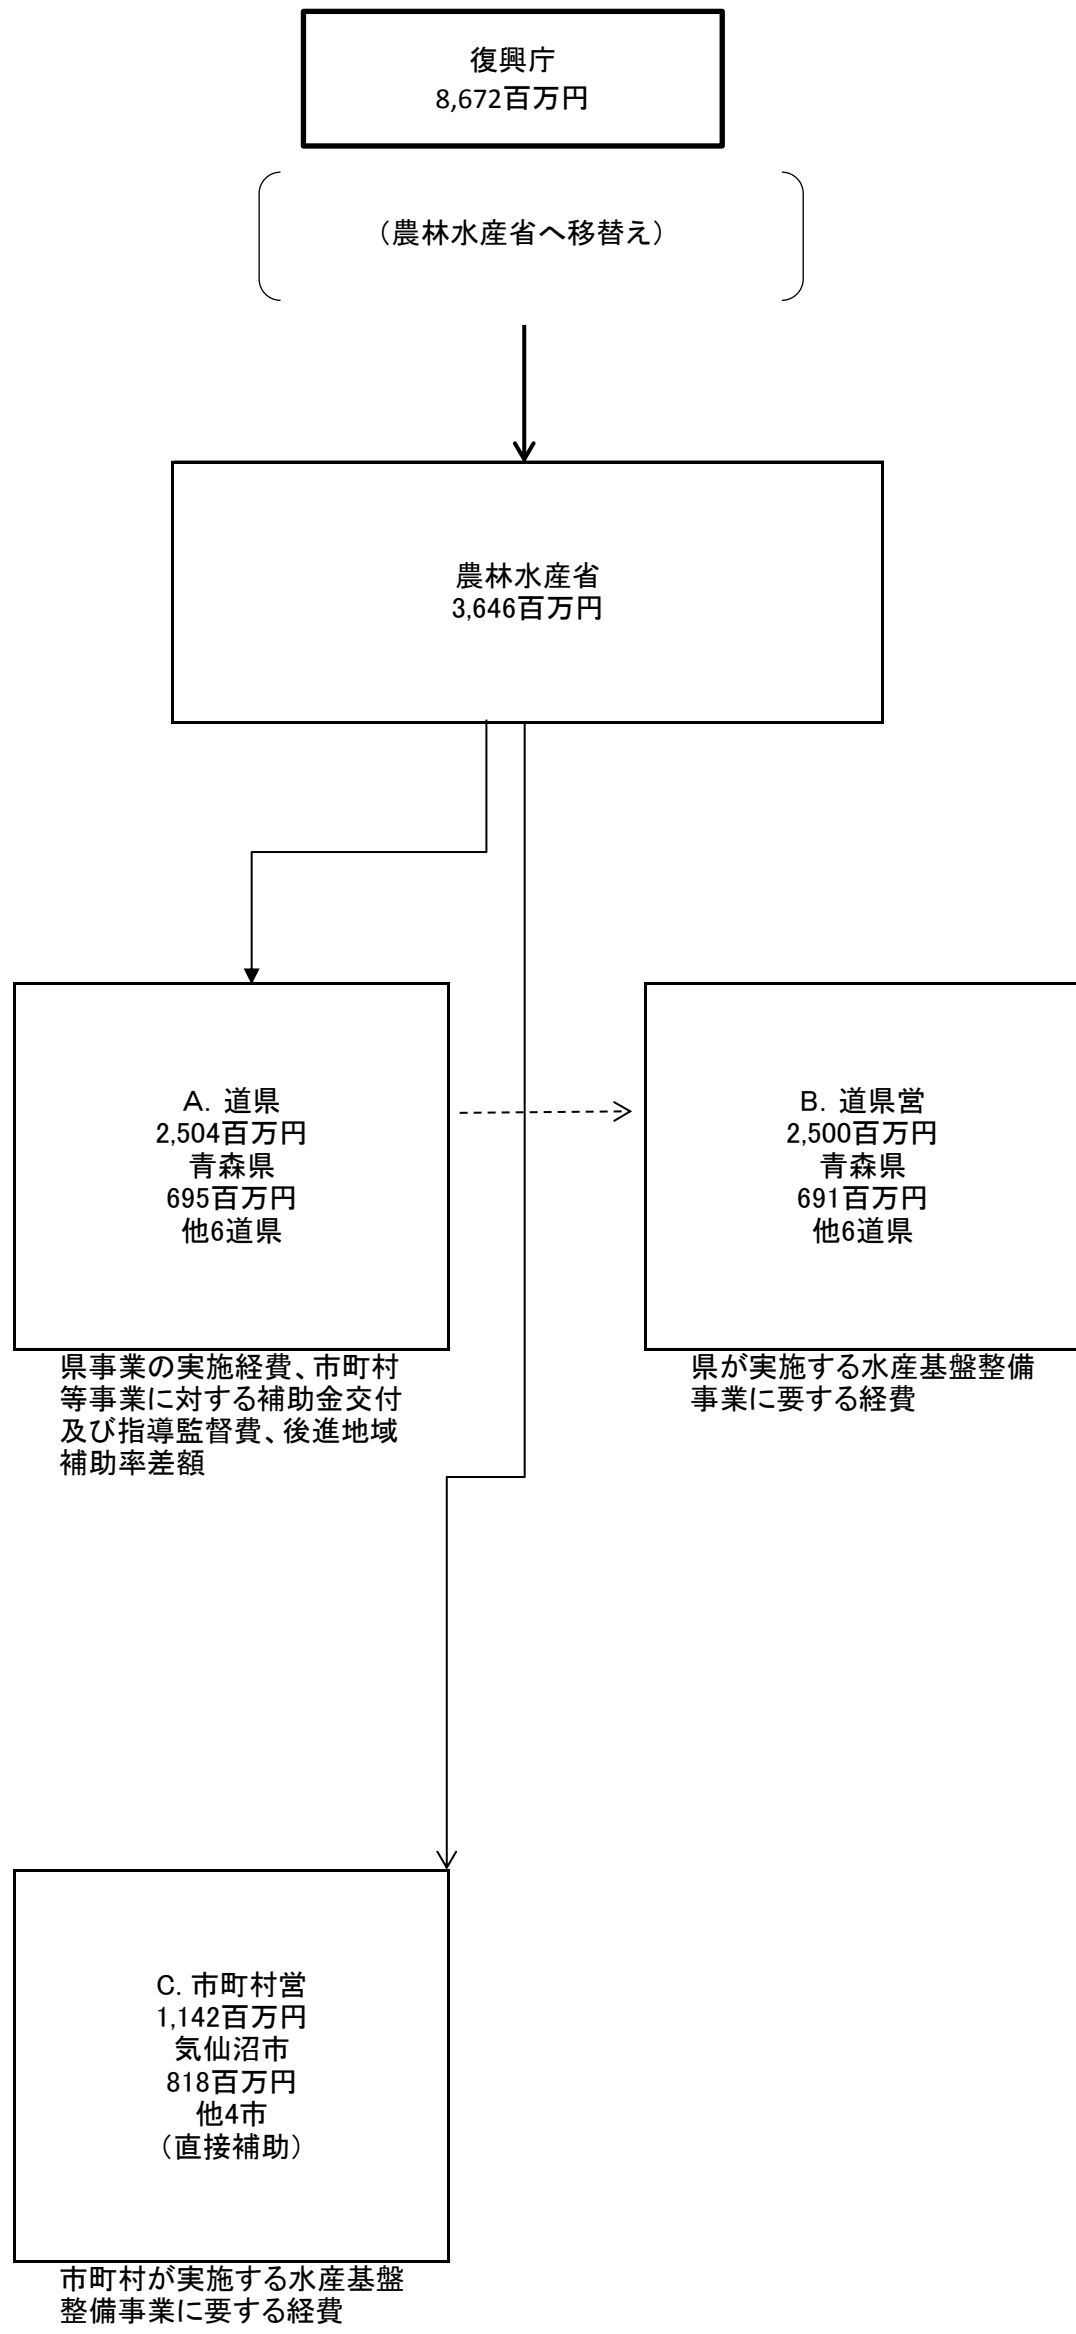 復興庁
8,672百万円
（農林水産省へ移替え）
農林水産省
3,646百万円
A．道県
2,504百万円
青森県
695百万円
他6道県
B．道県営
2,500百万円
青森県
691百万円
他6道県
県事業の実施経費、市町村
等事業に対する補助金交付
及び指導監督費、後進地域
補助率差額
県が実施する水産基盤整備
事業に要する経費
C．市町村営
1,142百万円
気仙沼市
818百万円
他4市
（直接補助）
市町村が実施する水産基盤
整備事業に要する経費